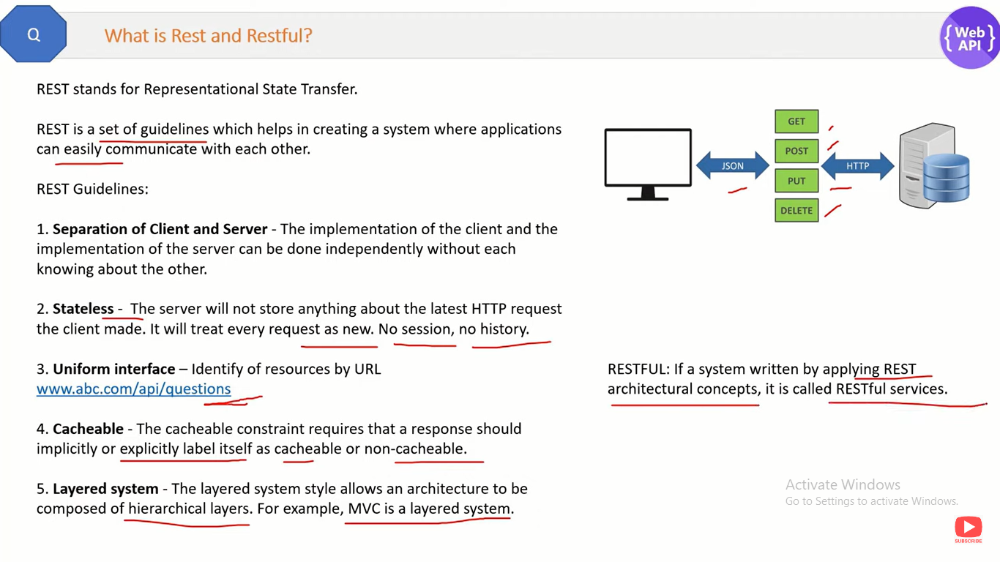 Q
What is Rest and Restful?
{ Web }
API
REST stands for Representational State Transfer.
REST is a set of guidelines which helps in creating a system where applications
can easily communicate with each other.
REST Guidelines:
1. Separation of Client and Server - The implementation of the client and the
implementation of the server can be done independently without each
knowing about the other.
2. Stateless - The server will not store anything about the latest HTTP request
the client made. It will treat every request as new. No session, no history.
3. Uniform interface – Identify of resources by URL
www.abc.com/api/questions
4. Cacheable - The cacheable constraint requires that a response should
implicitly or explicitly label itself as cacheable or non-cacheable.
5. Layered system - The layered system style allows an architecture to be
composed of hierarchical layers. For example, MVC is a layered system.
GET
POST
JSON
HTTP
PUT
DELETE
RESTFUL: If a system written by applying REST
architectural concepts, it is called RESTful services.
Activate Windows
Go to Settings to activate Windows.
SUBSCRIBE